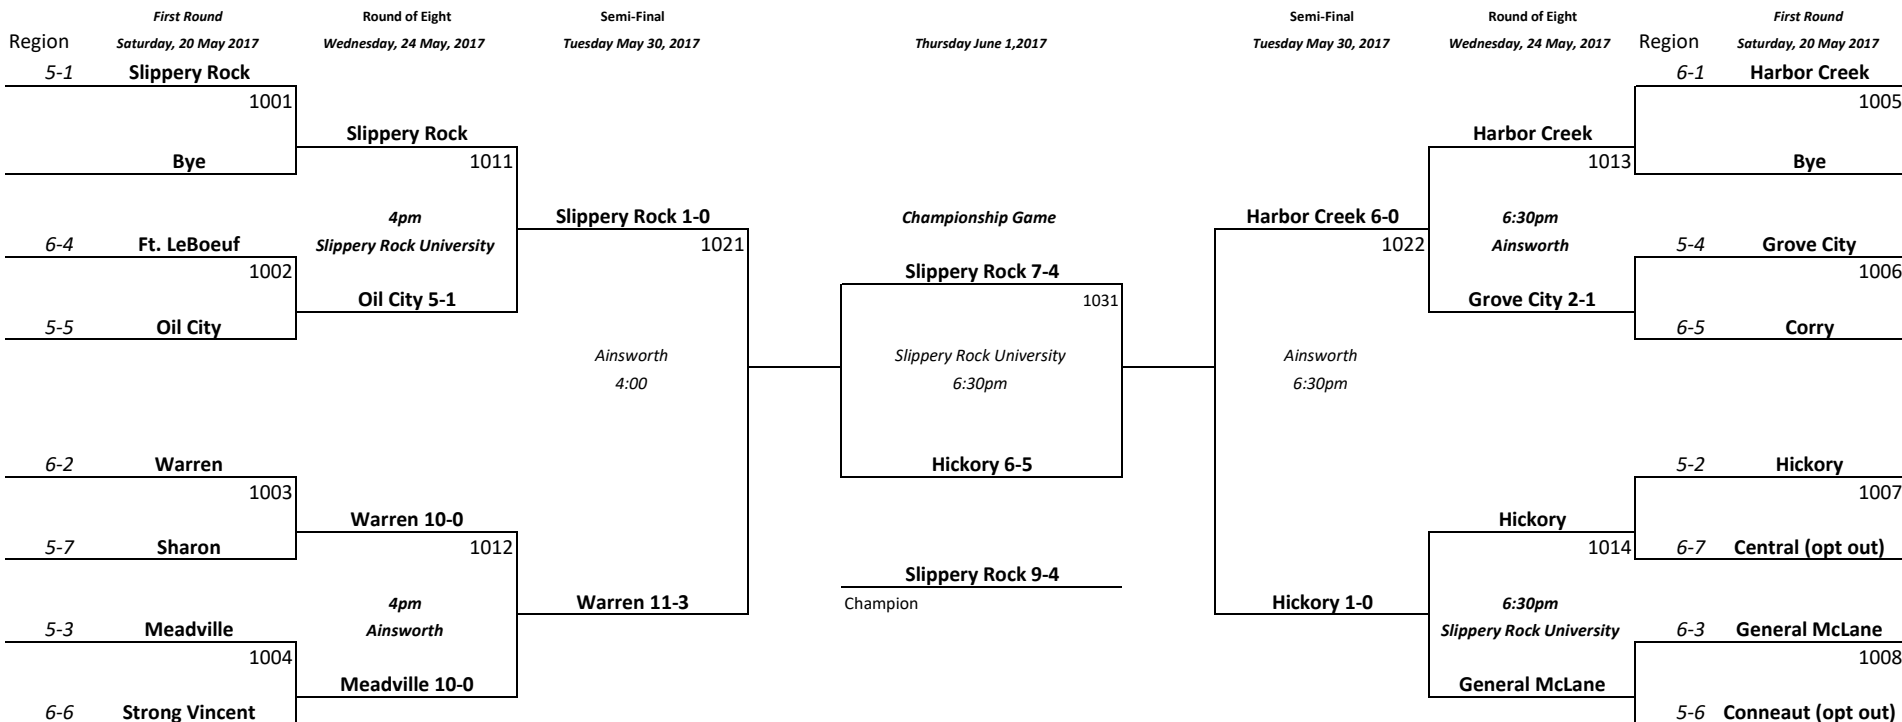 First Round Round of Eight Semi-Final Semi-Final Round of Eight First Round
Region Saturday, 20 May 2017 Wednesday, 24 May, 2017 Tuesday May 30, 2017 Thursday June 1,2017 Tuesday May 30, 2017 Wednesday, 24 May, 2017 Region Saturday, 20 May 2017
5-1 Slippery Rock 6-1 Harbor Creek
1001 1005
Slippery Rock Harbor Creek
Bye 1011 1013 Bye
4pm Slippery Rock 1-0 Championship Game Harbor Creek 6-0 6:30pm
6-4 Ft. LeBoeuf Slippery Rock University 1021 1022 Ainsworth 5-4 Grove City
1002 Slippery Rock 7-4 1006
Oil City 5-1 1031 Grove City 2-1
5-5 Oil City 6-5 Corry
Ainsworth Slippery Rock University Ainsworth
4:00 6:30pm 6:30pm
6-2 Warren Hickory 6-5 5-2 Hickory
1003 1007
Warren 10-0 Hickory
5-7 Sharon 1012 1014 6-7 Central (opt out)
Slippery Rock 9-4
4pm Warren 11-3 Champion Hickory 1-0 6:30pm
5-3 Meadville Ainsworth Slippery Rock University 6-3 General McLane
1004 1008
Meadville 10-0 General McLane
6-6 Strong Vincent 5-6 Conneaut (opt out)